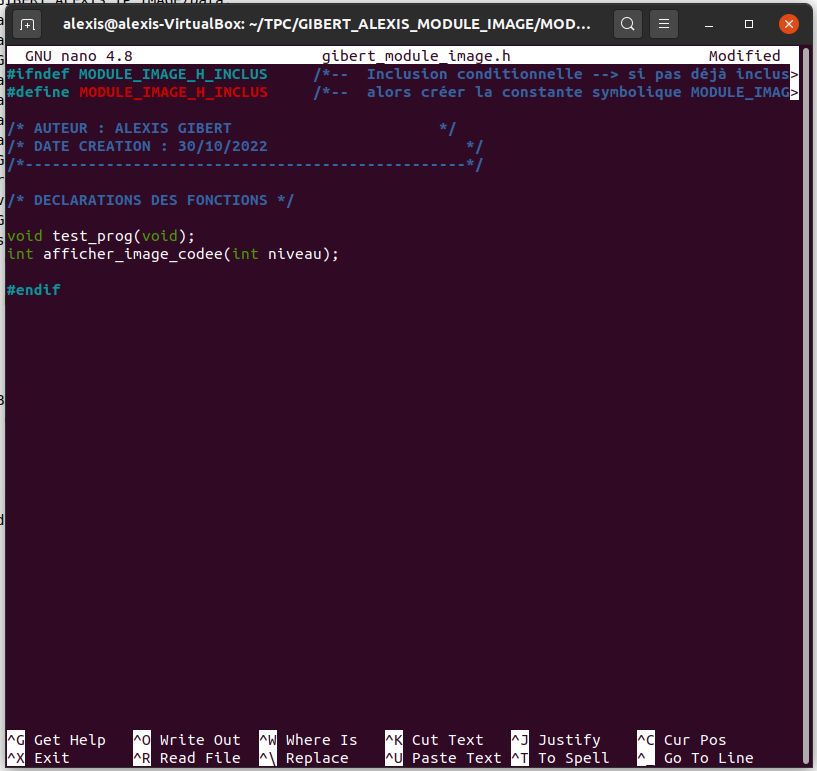 alexis@alexis-VirtualBox: ~/TPC/GIBERT_ALEXIS_MODULE_IMAGE/MOD...
GNU nano 4.8 gibert_module_image.h Modified
#ifndef MODULE_IMAGE_H_INCLUS /*-- Inclusion conditionnelle --> si pas déjà inclus>
#define MODULE_IMAGE_H_INCLUS /*-- alors créer la constante symbolique MODULE_IMAG>
/* AUTEUR : ALEXIS GIBERT */
/* DATE CREATION : 30/10/2022 */
/*-------------------------------------------------*/
/* DECLARATIONS DES FONCTIONS */
void test_prog(void);
int afficher_image_codee(int niveau);
#endif
^G Get Help ^O Write Out ^W Where Is ^K Cut Text ^J Justify ^C Cur Pos
^X Exit ^R Read File ^\ Replace ^U Paste Text ^T To Spell ^_ Go To Line